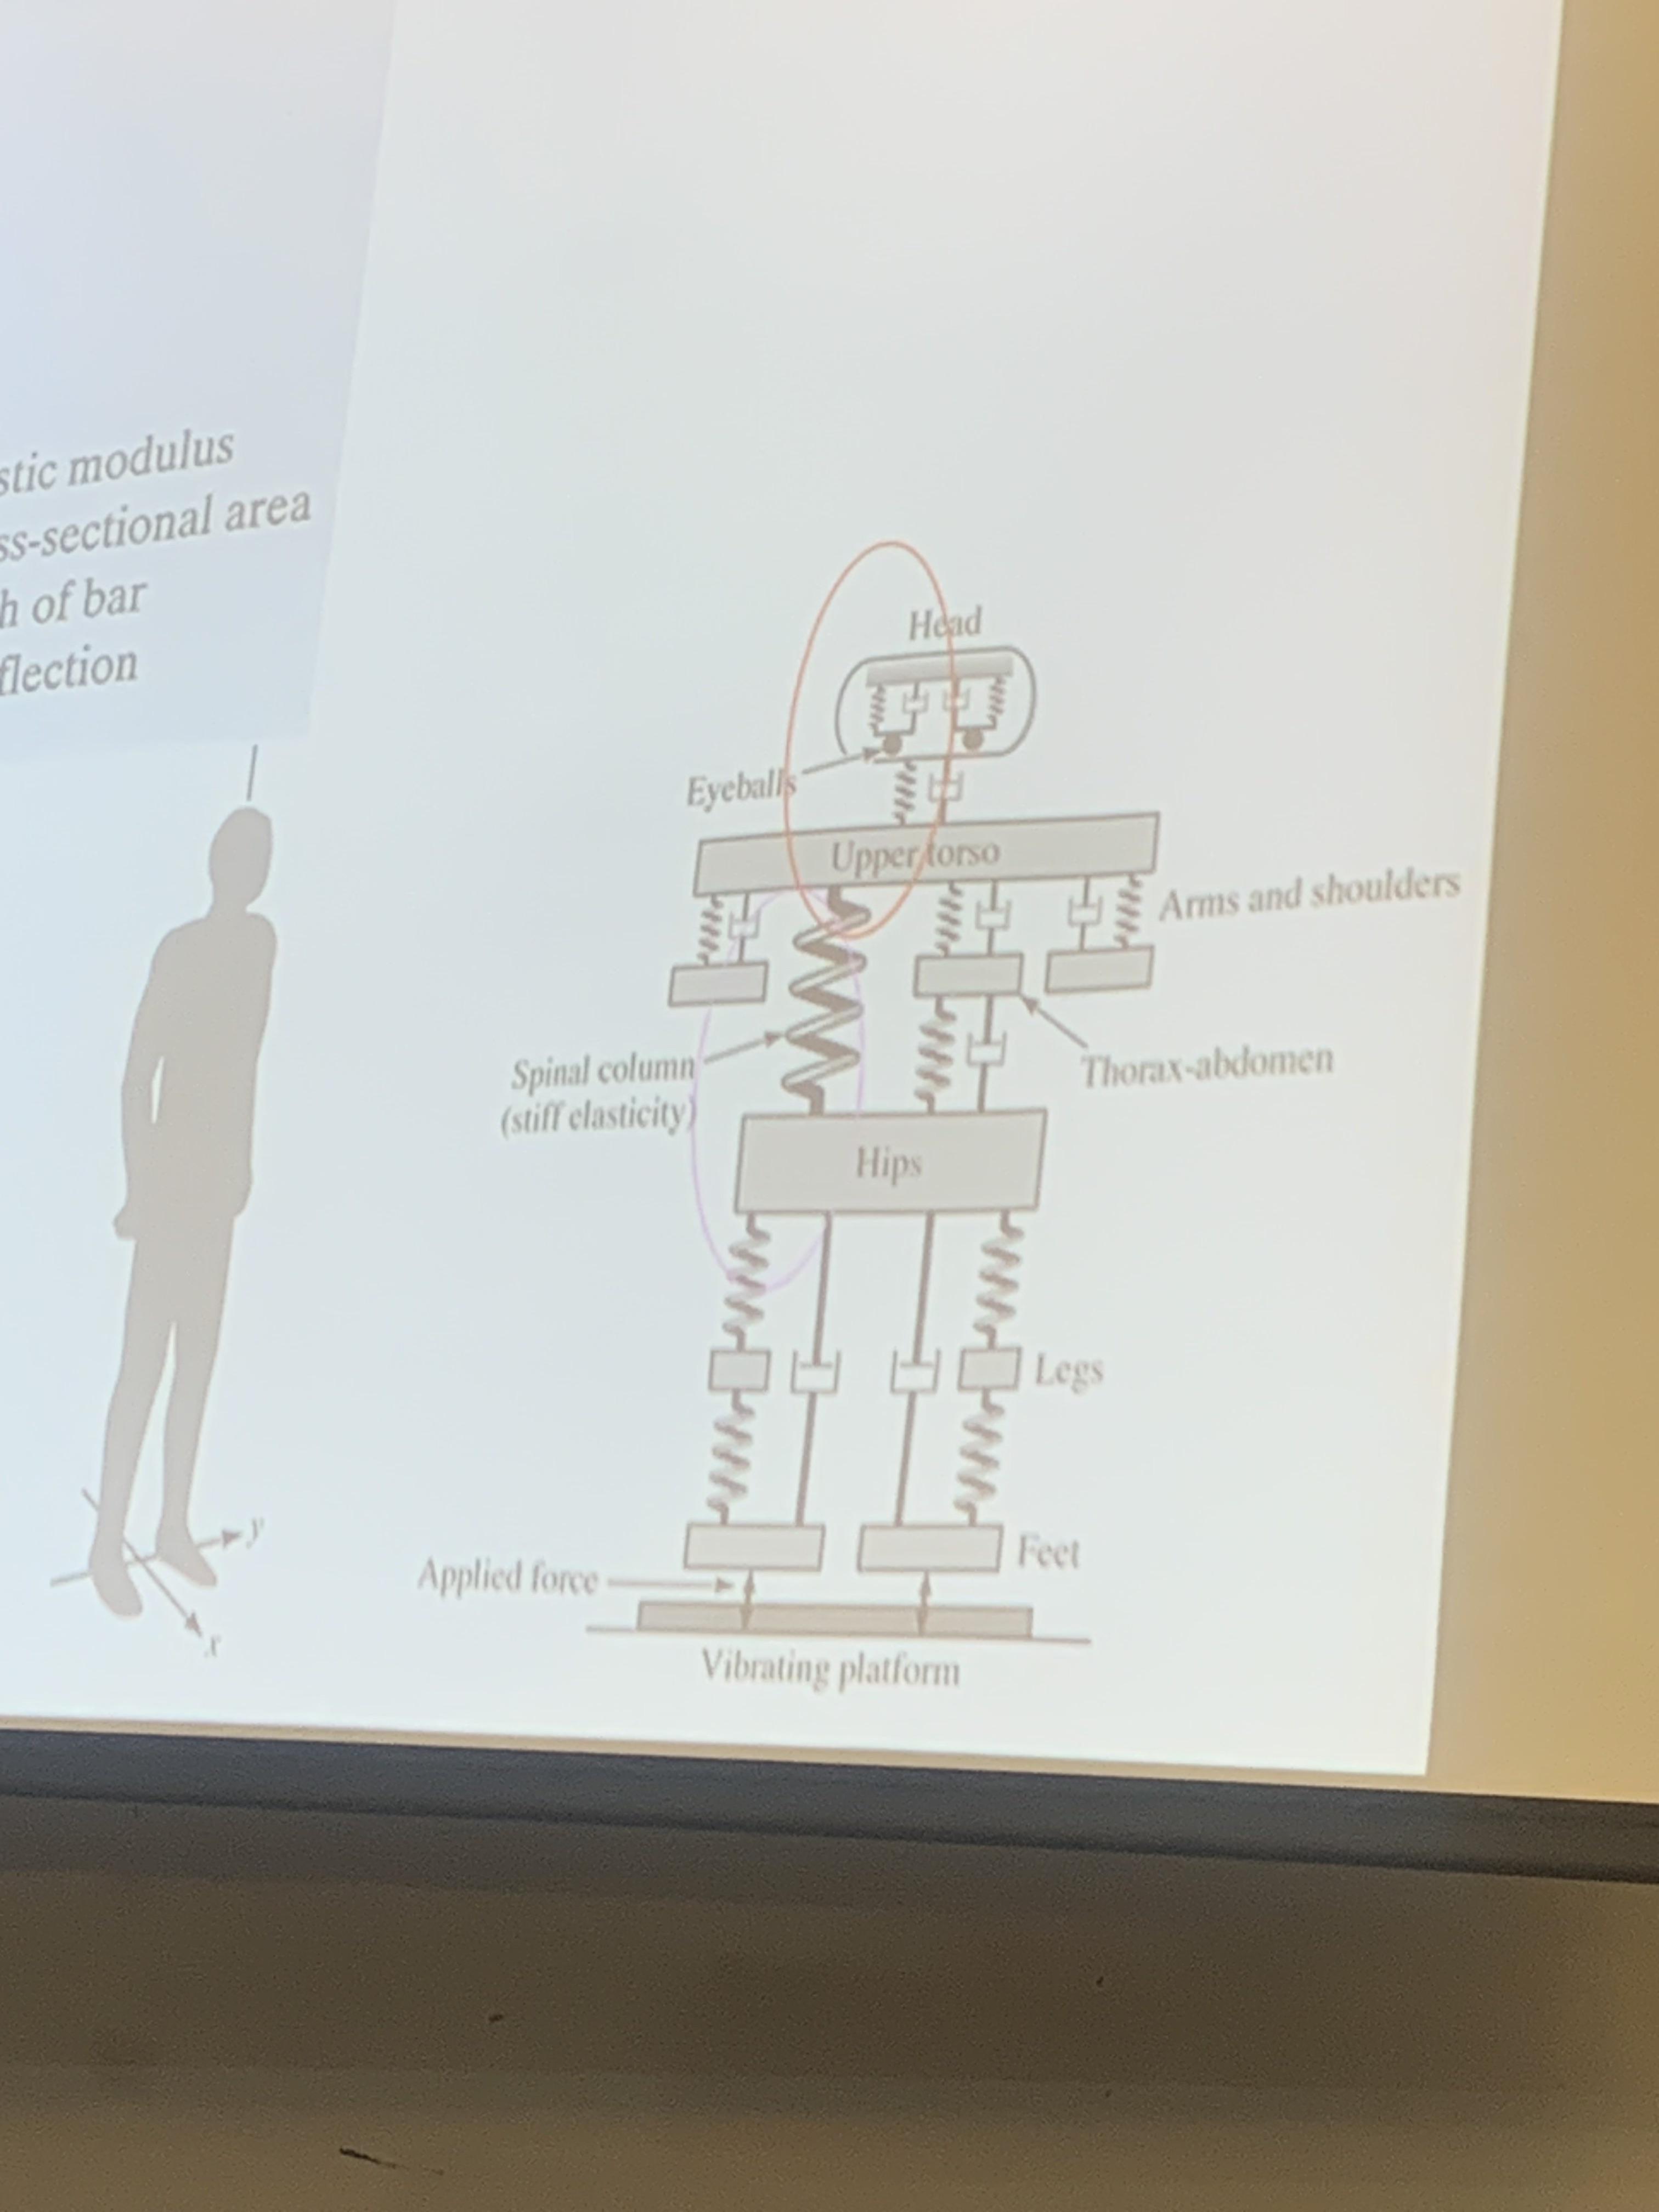 stic modulus
ss-sectional area
h of bar
flection
Head
Eyeballs
Upper torso
Arms and shoulders
Spinal column
(stiff elasticity)
Thorax-abdomen
Hips
Legs
y
Feet
Applied force
x
Vibrating platform